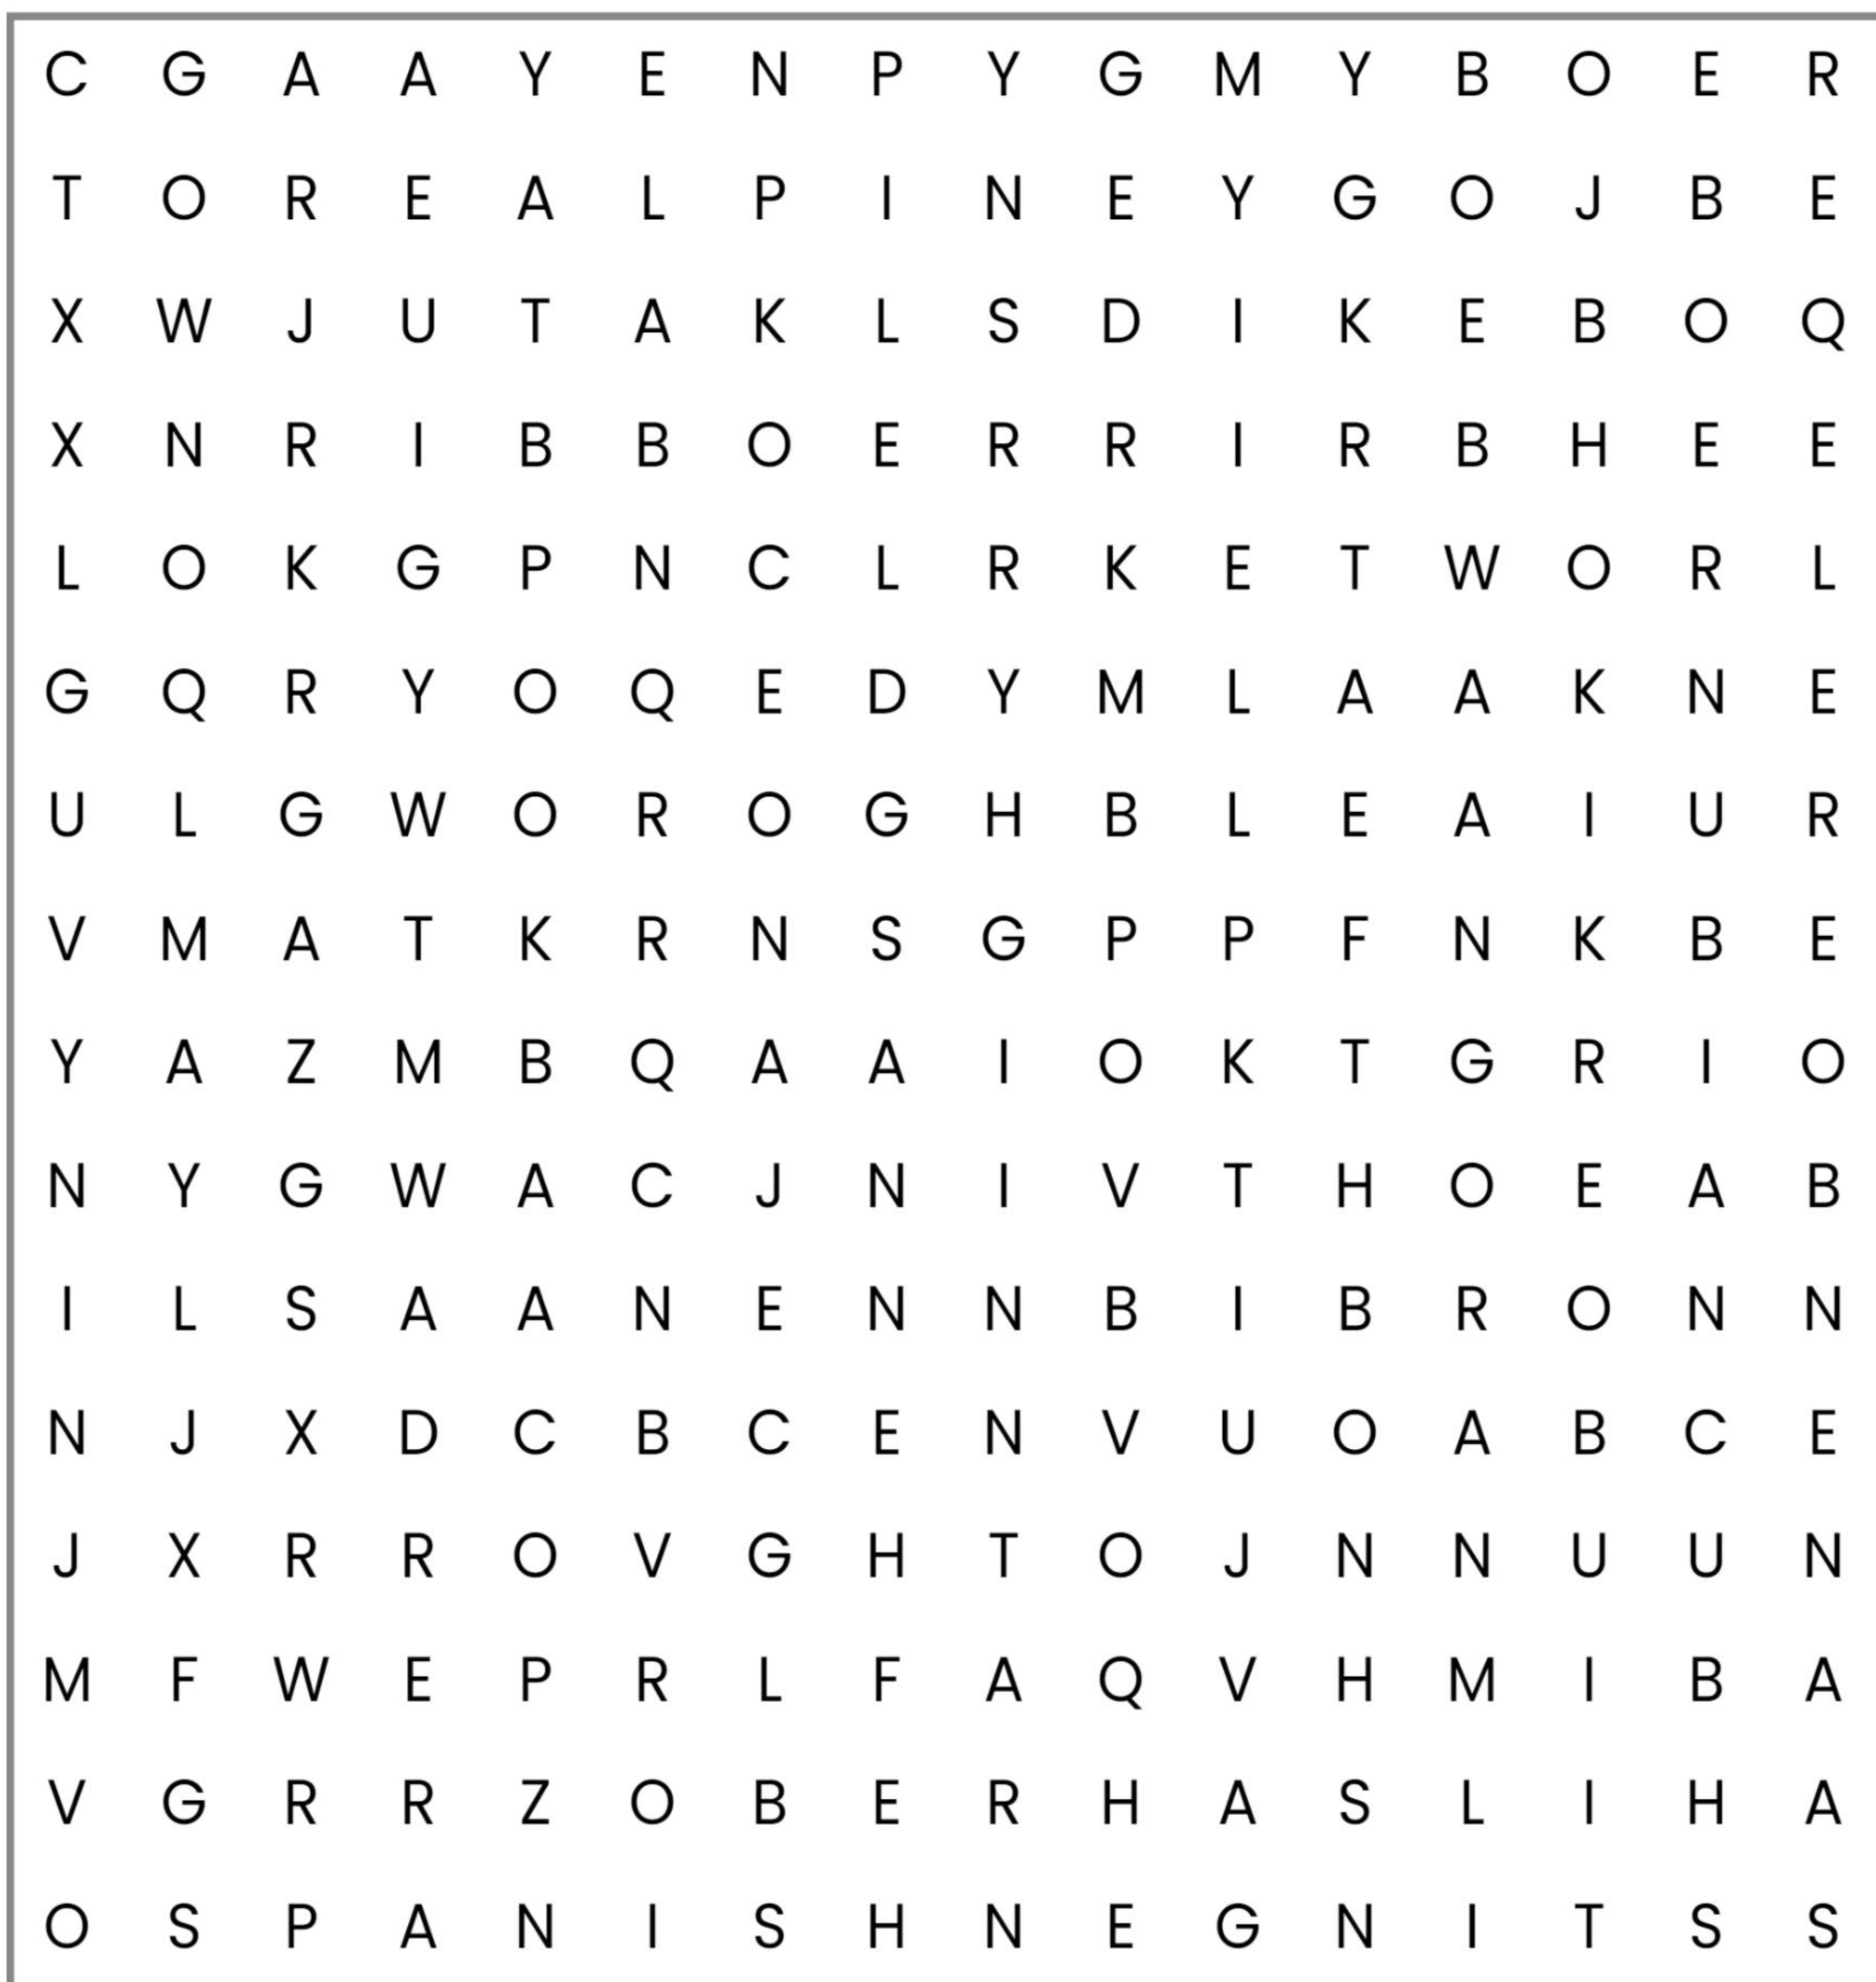 C G A A Y E N P Y G M Y B O E R
T O R E A L P I N E Y G O J B E
X W J U T A K L S D I K E B O Q
X N R I B B O E R R I R B H E E
L O K G P N C L R K E T W O R L
G Q R Y O Q E D Y M L A A K N E
U L G W O R O G H B L E A I U R
V M A T K R N S G P P F N K B E
Y A Z M B Q A A I O K T G R I O
N Y G W A C J N I V T H O E A B
I L S A A N E N N B I B R O N N
N J X D C B C E N V U O A B C E
J X R R O V G H T O J N N U U N
M F W E P R L F A Q V H M I B A
V G R R Z O B E R H A S L I H A
O S P A N I S H N E G N I T S S